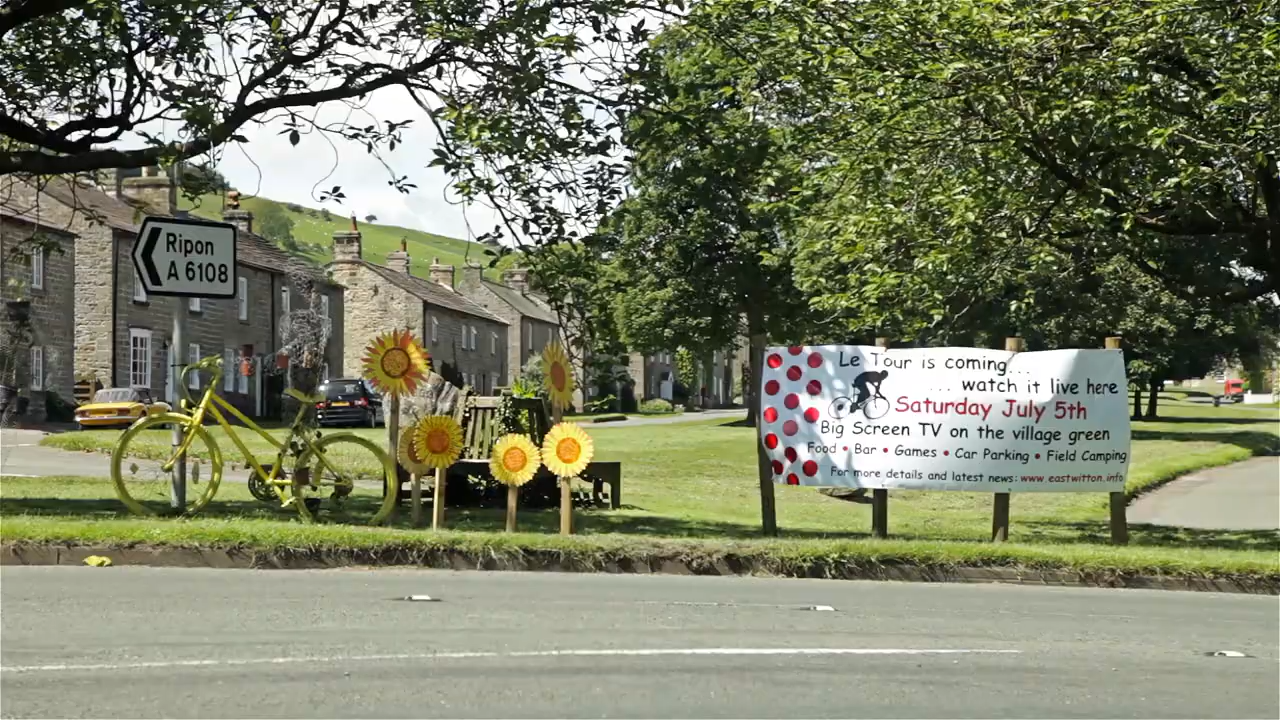 Ripon
A 6108
Le Tour is coming...
... watch it live here
Saturday July 5th
Big Screen TV on the village green
Food • Bar • Games • Car Parking • Field Camping
For more details and latest news: www.eastwitton.info